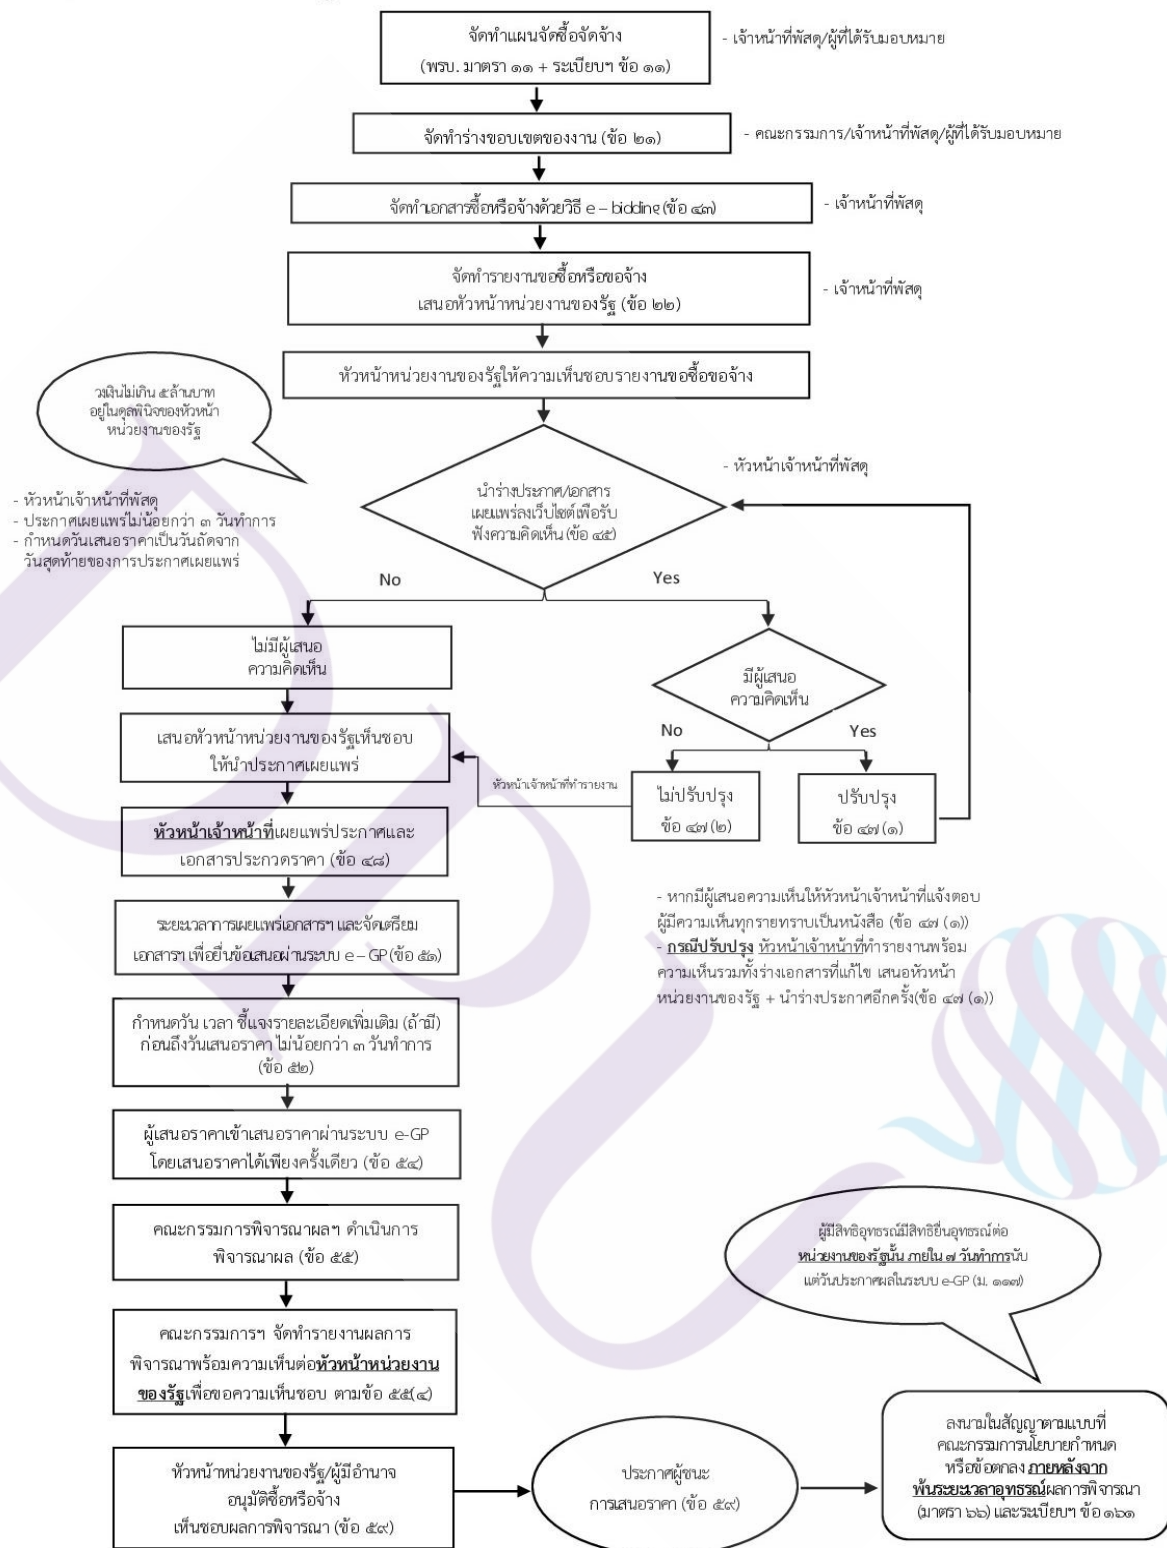 จัดทำแผนจัดซื้อจัดจ้าง
(พรบ. มาตรา ๑๑ + ระเบียบฯ ข้อ ๑๑)
- เจ้าหน้าที่พัสดุ/ผู้ที่ได้รับมอบหมาย
จัดทำร่างขอบเขตของงาน (ข้อ ๒๑)
- คณะกรรมการ/เจ้าหน้าที่พัสดุ/ผู้ที่ได้รับมอบหมาย
จัดทำเอกสารซื้อหรือจ้างด้วยวิธี e – bidding (ข้อ ๔๓)
- เจ้าหน้าที่พัสดุ
จัดทำรายงานขอซื้อหรือขอจ้าง
เสนอหัวหน้าหน่วยงานของรัฐ (ข้อ ๒๒)
- เจ้าหน้าที่พัสดุ
หัวหน้าหน่วยงานของรัฐให้ความเห็นชอบรายงานขอซื้อขอจ้าง
วงเงินไม่เกิน ๕ ล้านบาท
อยู่ในดุลพินิจของหัวหน้า
หน่วยงานของรัฐ
- หัวหน้าเจ้าหน้าที่พัสดุ
นำร่างประกาศ/เอกสาร
เผยแพร่ลงเว็บไซต์เพื่อรับ
ฟังความคิดเห็น (ข้อ ๔๕)
- หัวหน้าเจ้าหน้าที่พัสดุ
- ประกาศเผยแพร่ไม่น้อยกว่า ๓ วันทำการ
- กำหนดวันเสนอราคาเป็นวันถัดจาก
วันสุดท้ายของการประกาศเผยแพร่
No
Yes
ไม่มีผู้เสนอ
ความคิดเห็น
มีผู้เสนอ
ความคิดเห็น
No
Yes
เสนอหัวหน้าหน่วยงานของรัฐเห็นชอบ
ให้นำประกาศเผยแพร่
หัวหน้าเจ้าหน้าที่ทำรายงาน
ไม่ปรับปรุง
ข้อ ๔๗ (๒)
ปรับปรุง
ข้อ ๔๗ (๑)
หัวหน้าเจ้าหน้าที่เผยแพร่ประกาศและ
เอกสารประกวดราคา (ข้อ ๔๘)
- หากมีผู้เสนอความเห็นให้หัวหน้าเจ้าหน้าที่แจ้งตอบ
ผู้มีความเห็นทุกรายทราบเป็นหนังสือ (ข้อ ๔๗ (๑))
- กรณีปรับปรุง หัวหน้าเจ้าหน้าที่ทำรายงานพร้อม
ความเห็นรวมทั้งร่างเอกสารที่แก้ไข เสนอหัวหน้า
หน่วยงานของรัฐ + นำร่างประกาศอีกครั้ง(ข้อ ๔๗ (๑))
ระยะเวลาการเผยแพร่เอกสารฯ และจัดเตรียม
เอกสารฯ เพื่อยื่นข้อเสนอผ่านระบบ e – GP (ข้อ ๕๑)
กำหนดวัน เวลา ชี้แจงรายละเอียดเพิ่มเติม (ถ้ามี)
ก่อนถึงวันเสนอราคา ไม่น้อยกว่า ๓ วันทำการ
(ข้อ ๕๒)
ผู้เสนอราคาเข้าเสนอราคาผ่านระบบ e-GP
โดยเสนอราคาได้เพียงครั้งเดียว (ข้อ ๕๔)
คณะกรรมการพิจารณาผลฯ ดำเนินการ
พิจารณาผล (ข้อ ๕๕)
ผู้มีสิทธิอุทธรณ์มีสิทธิยื่นอุทธรณ์ต่อ
หน่วยงานของรัฐนั้น ภายใน ๗ วันทำการนับ
แต่วันประกาศผลในระบบ e-GP (ม. ๑๑๗)
คณะกรรมการฯ จัดทำรายงานผลการ
พิจารณาพร้อมความเห็นต่อหัวหน้าหน่วยงาน
ของรัฐเพื่อขอความเห็นชอบ ตามข้อ ๕๕(๔)
หัวหน้าหน่วยงานของรัฐ/ผู้มีอำนาจ
อนุมัติซื้อหรือจ้าง
เห็นชอบผลการพิจารณา (ข้อ ๕๙)
ประกาศผู้ชนะ
การเสนอราคา (ข้อ ๕๙)
ลงนามในสัญญาตามแบบที่
คณะกรรมการนโยบายกำหนด
หรือข้อตกลง ภายหลังจาก
พ้นระยะเวลาอุทธรณ์ผลการพิจารณา
(มาตรา ๖๖) และระเบียบฯ ข้อ ๑๖๑